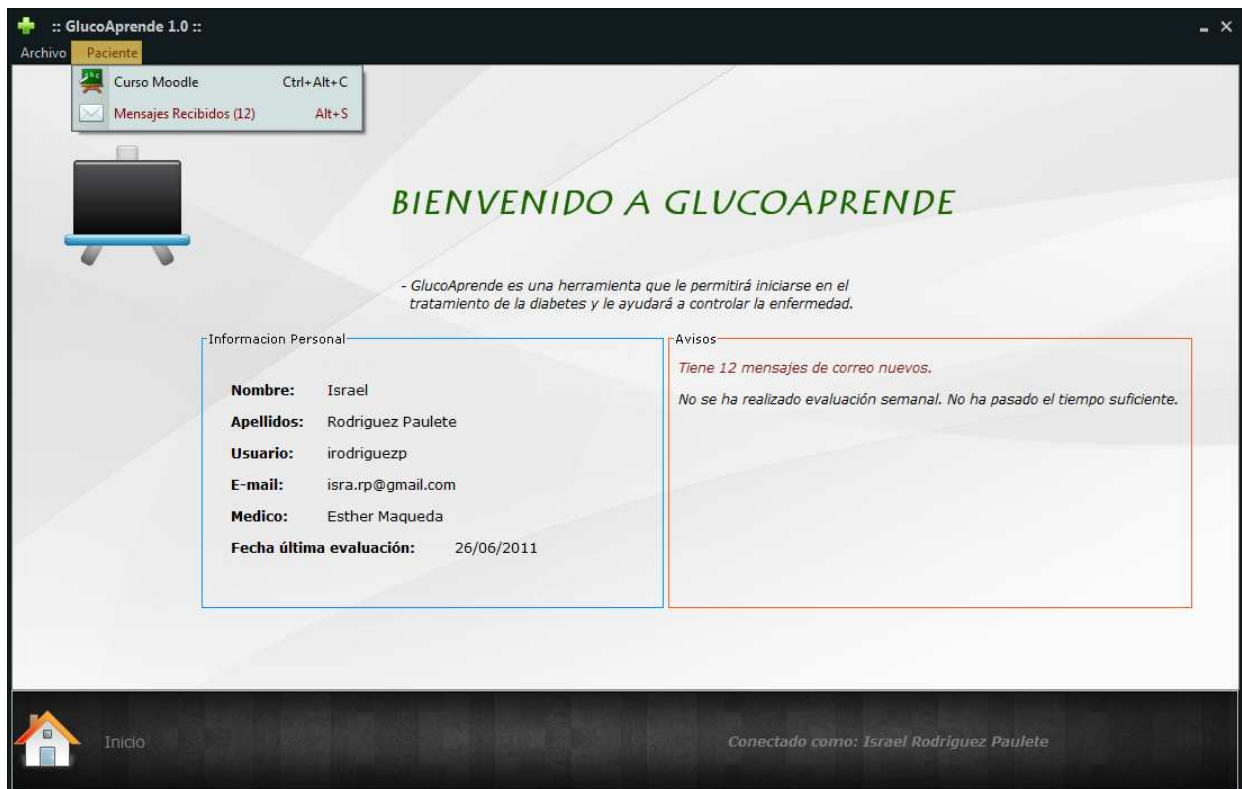 :: GlucoAprende 1.0 ::
Archivo Paciente
Curso Moodle Ctrl+Alt+C
Mensajes Recibidos (12) Alt+S
BIENVENIDO A GLUCOAPRENDE
- GlucoAprende es una herramienta que le permitirá iniciarse en el
tratamiento de la diabetes y le ayudará a controlar la enfermedad.
Informacion Personal
Nombre: Israel
Apellidos: Rodriguez Paulete
Usuario: irodriguezp
E-mail: isra.rp@gmail.com
Medico: Esther Maqueda
Fecha última evaluación: 26/06/2011
Avisos
Tiene 12 mensajes de correo nuevos.
No se ha realizado evaluación semanal. No ha pasado el tiempo suficiente.
Inicio
Conectado como: Israel Rodriguez Paulete